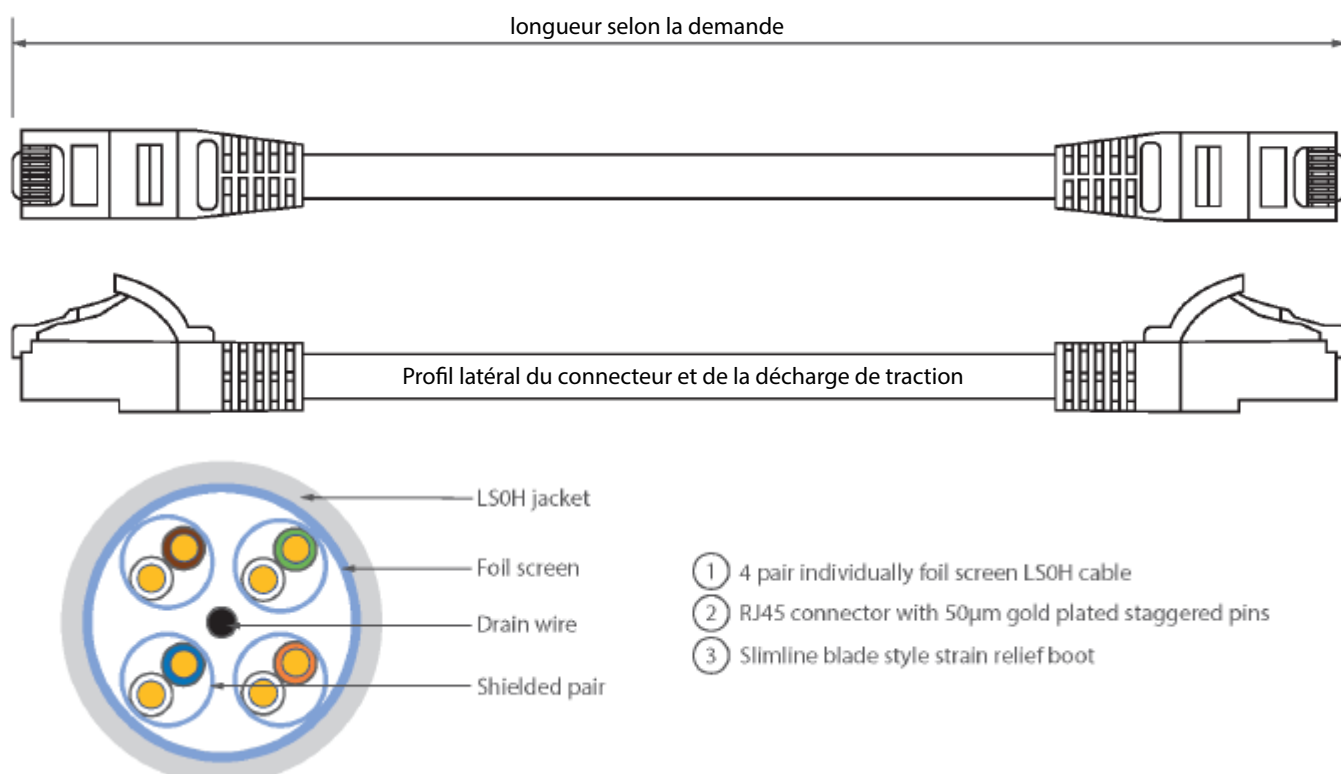 longueur selon la demande
Profil latéral du connecteur et de la décharge de traction
LS0H jacket
Foil screen
Drain wire
Shielded pair
1 4 pair individually foil screen LS0H cable
2 RJ45 connector with 50µm gold plated staggered pins
3 Slimline blade style strain relief boot